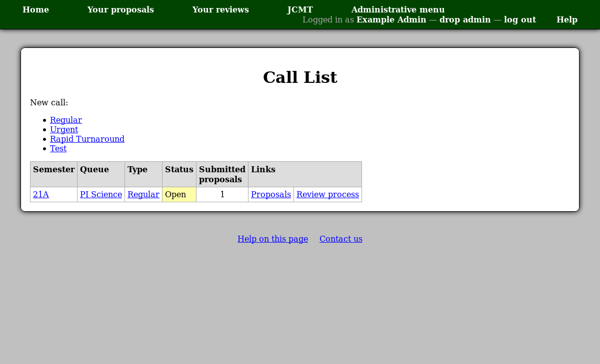 Home Your proposals Your reviews JCMT Administrative menu
Logged in as Example Admin — drop admin — log out Help
Call List
New call:
Regular
Urgent
Rapid Turnaround
Test
Semester Queue Type Status Submitted proposals Links
21A PI Science Regular Open 1 Proposals Review process
Help on this page Contact us